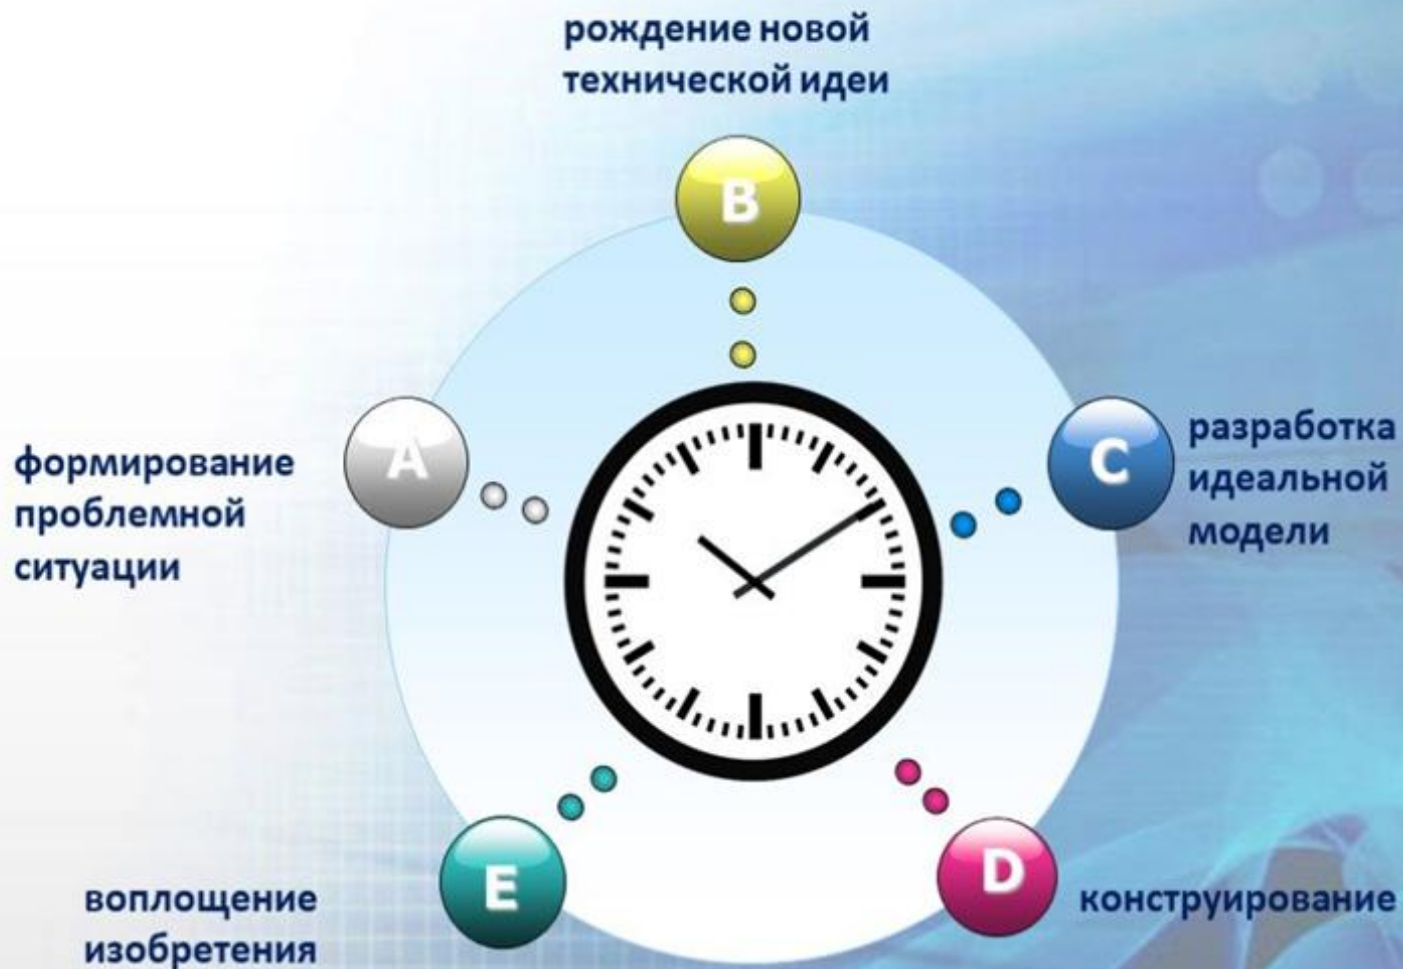 рождение новой
технической идеи
B
A
формирование
проблемной
ситуации
C
разработка
идеальной
модели
E
воплощение
изобретения
D
конструирование